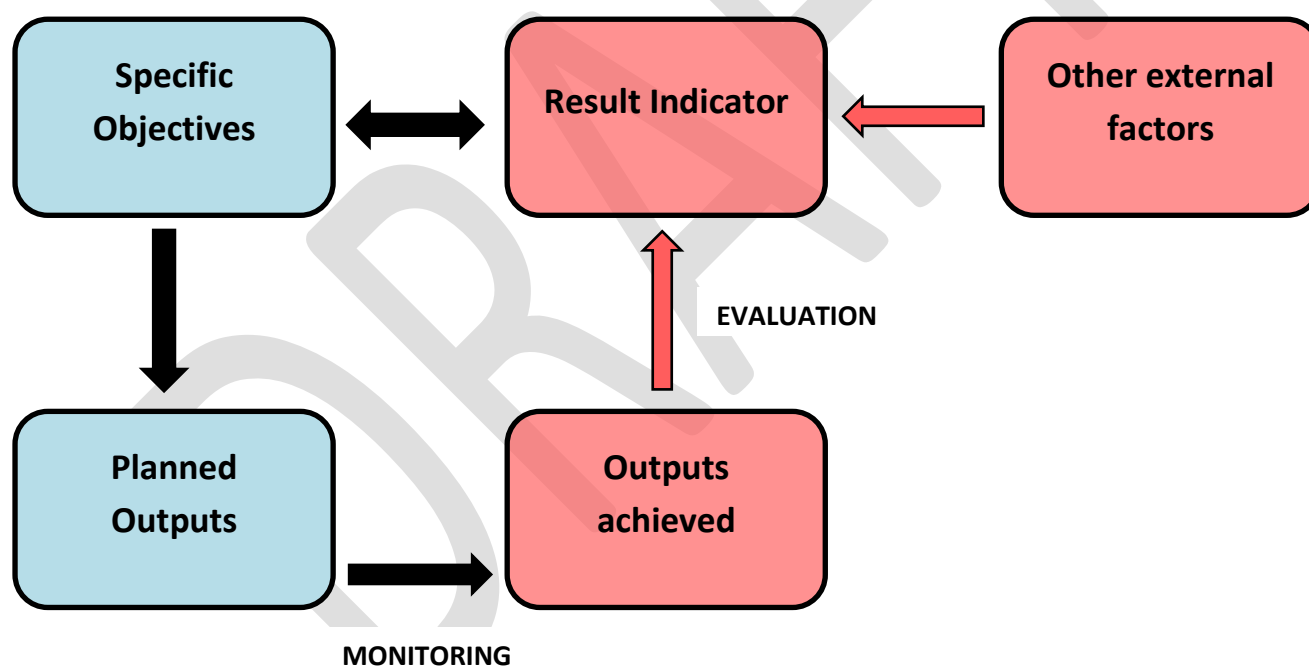 Specific
Objectives
Result Indicator
Other external
factors
EVALUATION
Planned
Outputs
Outputs
achieved
MONITORING
DRAFT